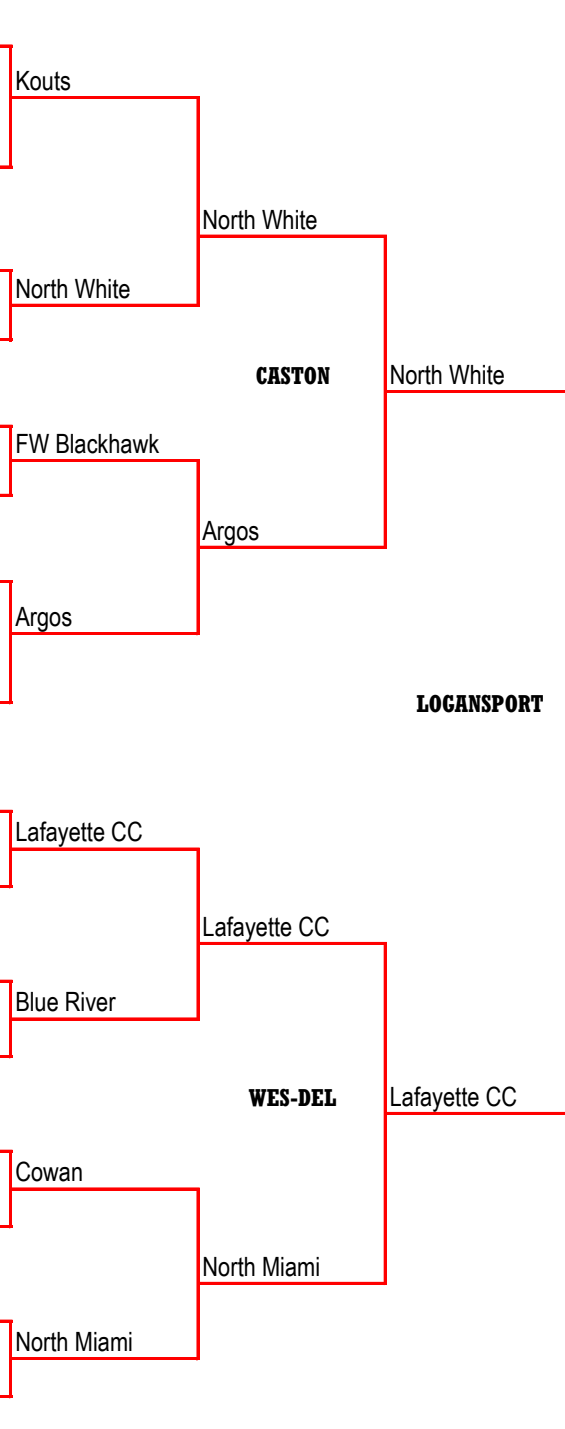 Kouts
North White
North White
CASTON
North White
FW Blackhawk
Argos
Argos
LOGANSPORT
Lafayette CC
Lafayette CC
Blue River
WES-DEL
Lafayette CC
Cowan
North Miami
North Miami